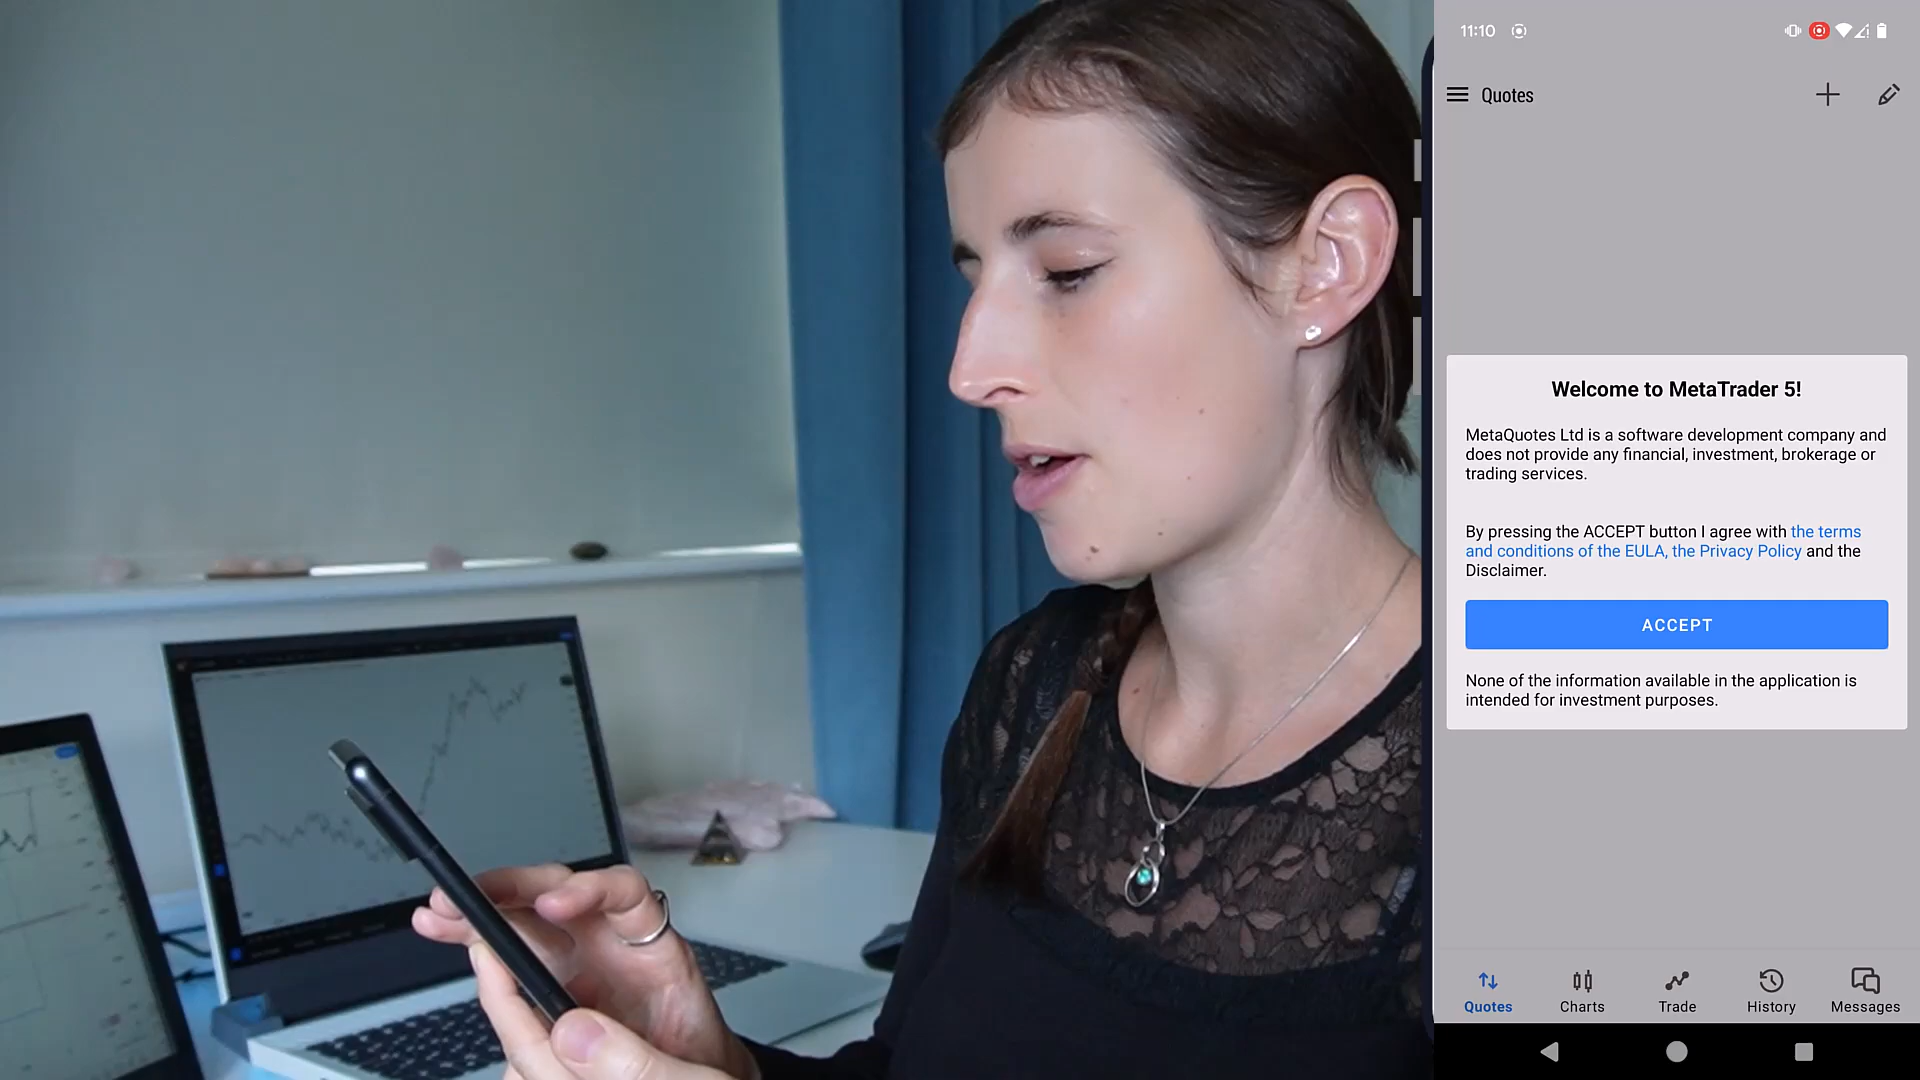 11:10
Quotes
Welcome to MetaTrader 5!
MetaQuotes Ltd is a software development company and
does not provide any financial, investment, brokerage or
trading services.
By pressing the ACCEPT button I agree with the terms
and conditions of the EULA, the Privacy Policy and the
Disclaimer.
ACCEPT
None of the information available in the application is
intended for investment purposes.
Quotes
Charts
Trade
History
Messages